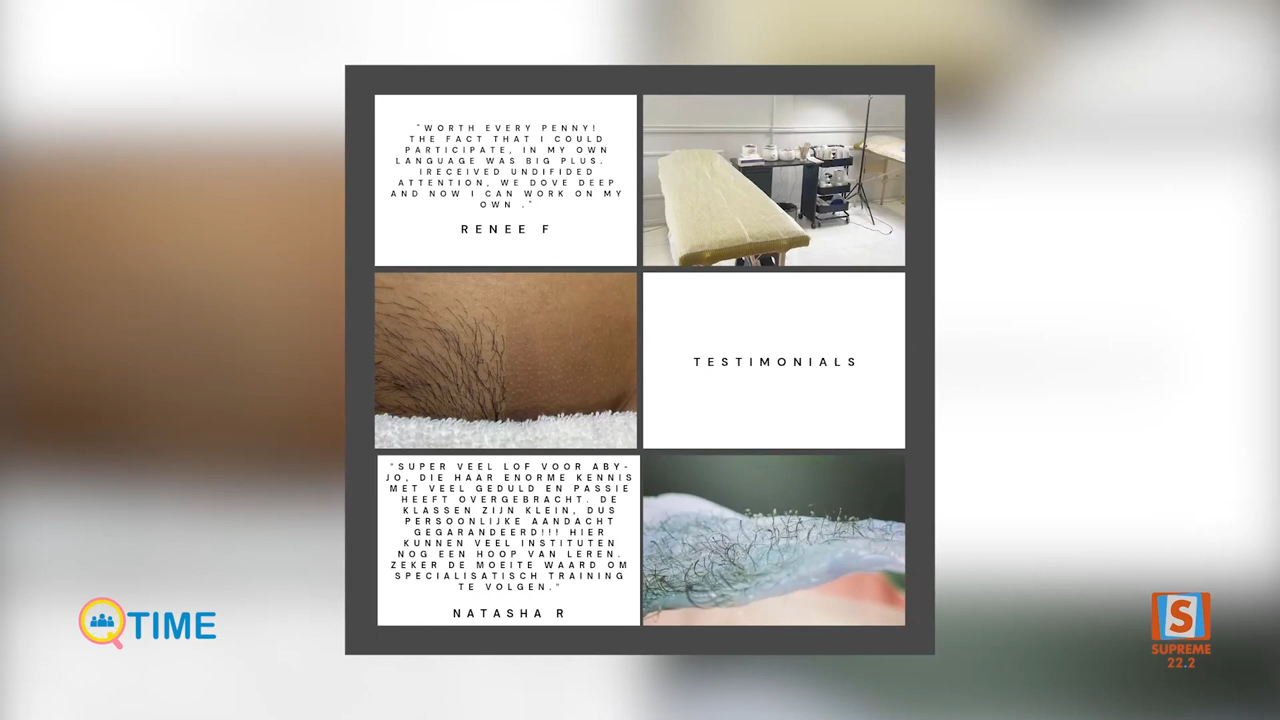 "WORTH EVERY PENNY!
THE FACT THAT I COULD
PARTICIPATE, IN MY OWN
LANGUAGE WAS BIG PLUS.
IRECEIVED UNDIFIDED
ATTENTION, WE DOVE DEEP
AND NOW I CAN WORK ON MY
OWN ."
RENEE F
TESTIMONIALS
"SUPER VEEL LOF VOOR ABY-
JO, DIE HAAR ENORME KENNIS
MET VEEL GEDULD EN PASSIE
HEEFT OVERGEBRACHT. DE
KLASSEN ZIJN KLEIN, DUS
PERSOONLIJKE AANDACHT
GEGARANDEERD!!! HIER
KUNNEN VEEL INSTITUTEN
NOG EEN HOOP VAN LEREN.
ZEKER DE MOEITE WAARD OM
SPECIALISATISCH TRAINING
TE VOLGEN."
NATASHA R
QTIME
S
SUPREME
22.2